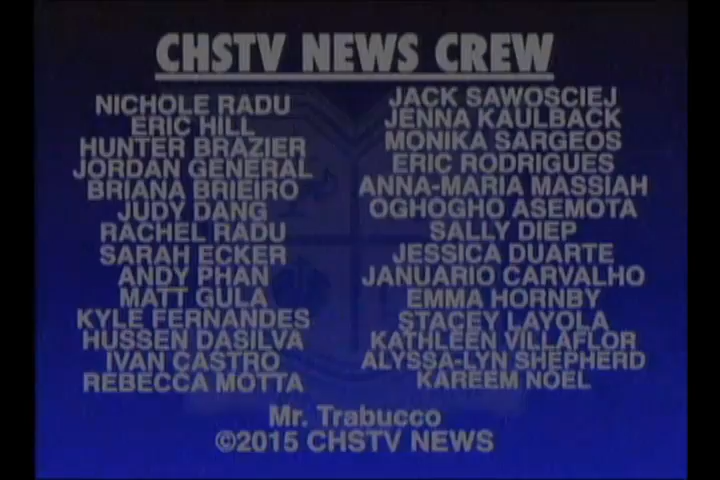 CHSTV NEWS CREW
NICHOLE RADU
ERIC HILL
HUNTER BRAZIER
JORDAN GENERAL
BRIANA BRIEIRO
JUDY DANG
RACHEL RADU
SARAH ECKER
ANDY PHAN
MATT GULA
KYLE FERNANDES
HUSSEN DASILVA
IVAN CASTRO
REBECCA MOTTA
JACK SAWOSCIEJ
JENNA KAULBACK
MONIKA SARGEOS
ERIC RODRIGUES
ANNA-MARIA MASSIAH
OGHOGHO ASEMOTA
SALLY DIEP
JESSICA DUARTE
JANUARIO CARVALHO
EMMA HORNBY
STACEY LAYOLA
KATHLEEN VILLAFLOR
ALYSSA-LYN SHEPHERD
KAREEM NOEL
Mr. Trabucco
©2015 CHSTV NEWS